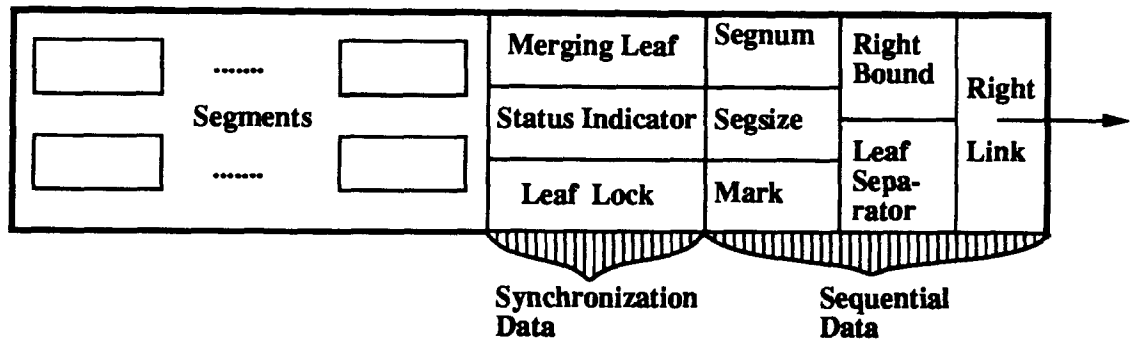 Segments
.......
.......
Merging Leaf
Status Indicator
Leaf Lock
Segnum
Segsize
Mark
Right
Bound
Leaf
Sepa-
rator
Right
Link
Synchronization
Data
Sequential
Data